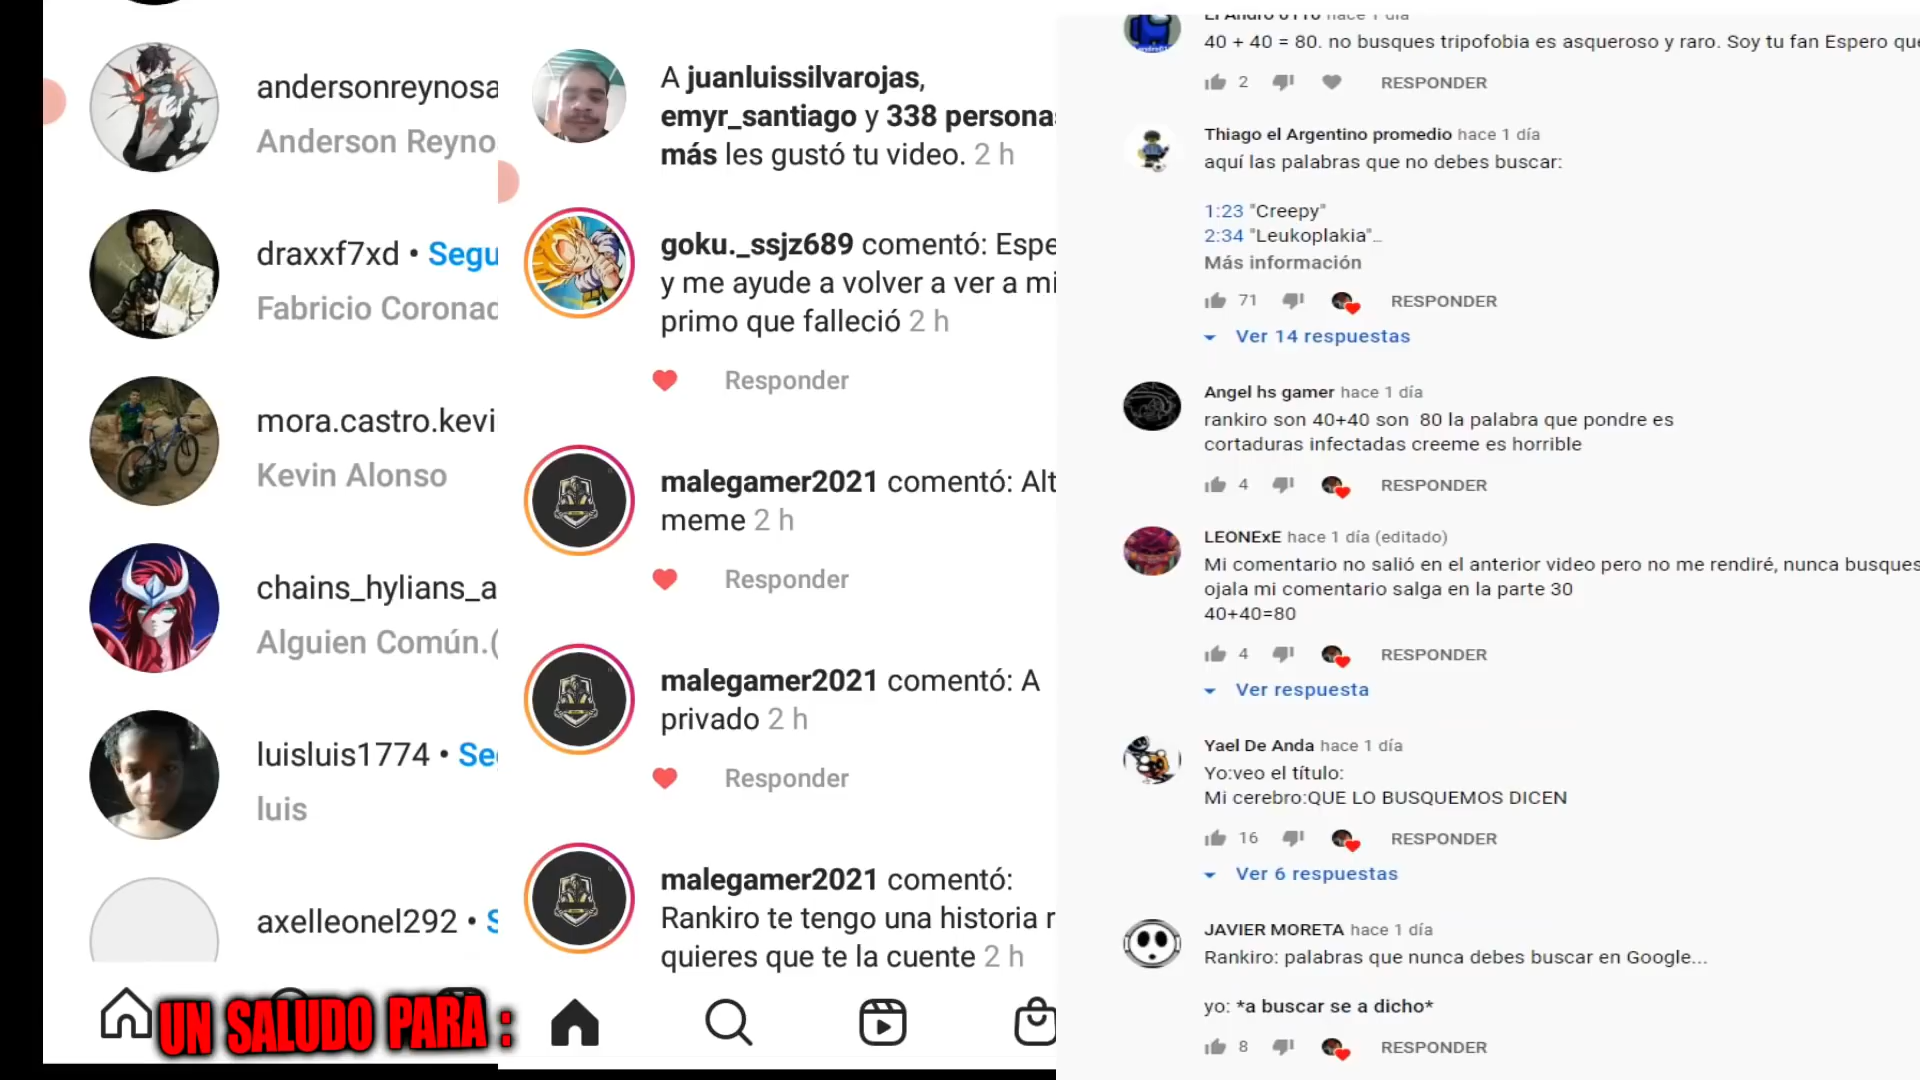 andersonreynosa
Anderson Reyno
draxxf7xd • Segu
Fabricio Coronad
mora.castro.kevi
Kevin Alonso
chains_hylians_a
Alguien Común.(
luisluis1774 • Se
luis
axelleonel292 • S
UN SALUDO PARA :
A juanluissilvarojas,
emyr_santiago y 338 persona
más les gustó tu video. 2 h
goku._ssjz689 comentó: Espe
y me ayude a volver a ver a mi
primo que falleció 2 h
Responder
malegamer2021 comentó: Alt
meme 2 h
Responder
malegamer2021 comentó: A
privado 2 h
Responder
malegamer2021 comentó:
Rankiro te tengo una historia r
quieres que te la cuente 2 h
El Andro 0110 hace 1 día
40 + 40 = 80. no busques tripofobia es asqueroso y raro. Soy tu fan Espero que
2 RESPONDER
Thiago el Argentino promedio hace 1 día
aquí las palabras que no debes buscar:
1:23 "Creepy"
2:34 "Leukoplakia"...
Más información
71 RESPONDER
Ver 14 respuestas
Angel hs gamer hace 1 día
rankiro son 40+40 son 80 la palabra que pondre es
cortaduras infectadas creeme es horrible
4 RESPONDER
LEONExE hace 1 día (editado)
Mi comentario no salió en el anterior video pero no me rendiré, nunca busques
ojala mi comentario salga en la parte 30
40+40=80
4 RESPONDER
Ver respuesta
Yael De Anda hace 1 día
Yo:veo el título:
Mi cerebro:QUE LO BUSQUEMOS DICEN
16 RESPONDER
Ver 6 respuestas
JAVIER MORETA hace 1 día
Rankiro: palabras que nunca debes buscar en Google...
yo: *a buscar se a dicho*
8 RESPONDER